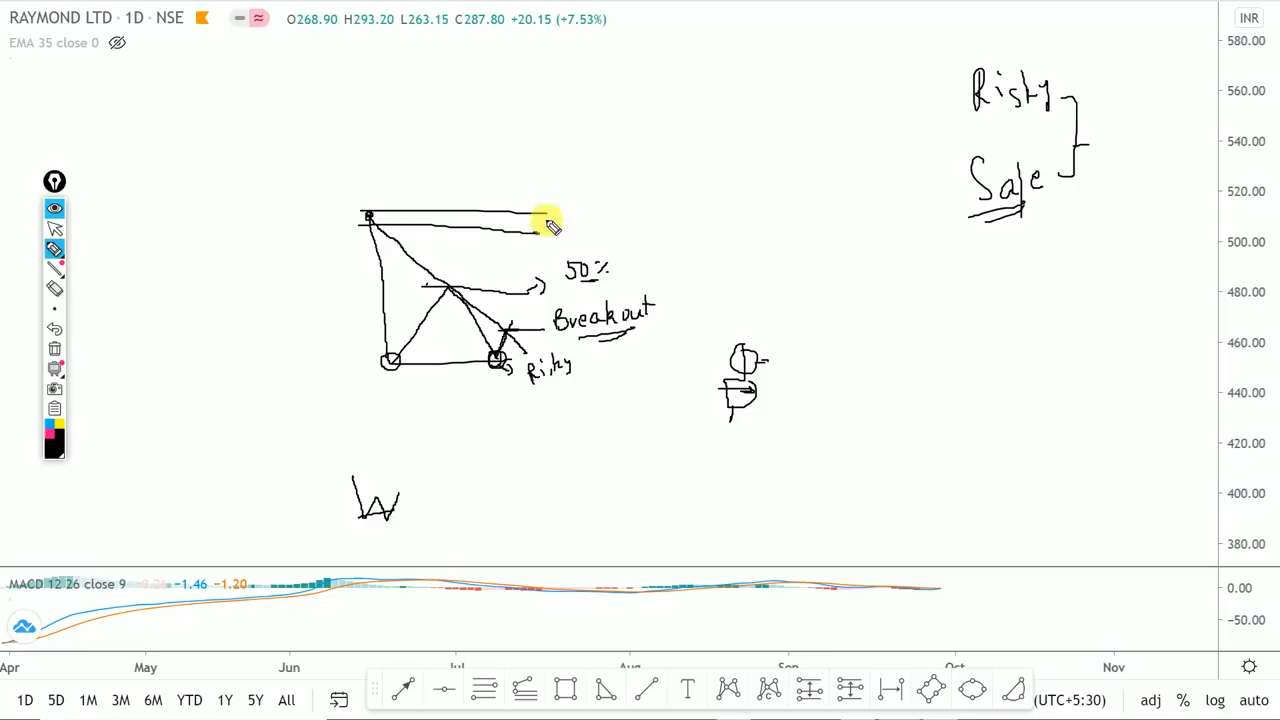 RAYMOND LTD · 1D · NSE O268.90 H293.20 L263.15 C287.80 +20.15 (+7.53%) INR
EMA 35 close 0
580.00
560.00
540.00
520.00
500.00
480.00
460.00
440.00
420.00
400.00
380.00
Risky
Safe
50%
Breakout
Risky
W
MACD 12 26 close 9 -0.26 −1.46 −1.20
0.00
−50.00
Apr May Jun Jul Aug Sep Oct Nov
1D 5D 1M 3M 6M YTD 1Y 5Y All (UTC+5:30) adj % log auto